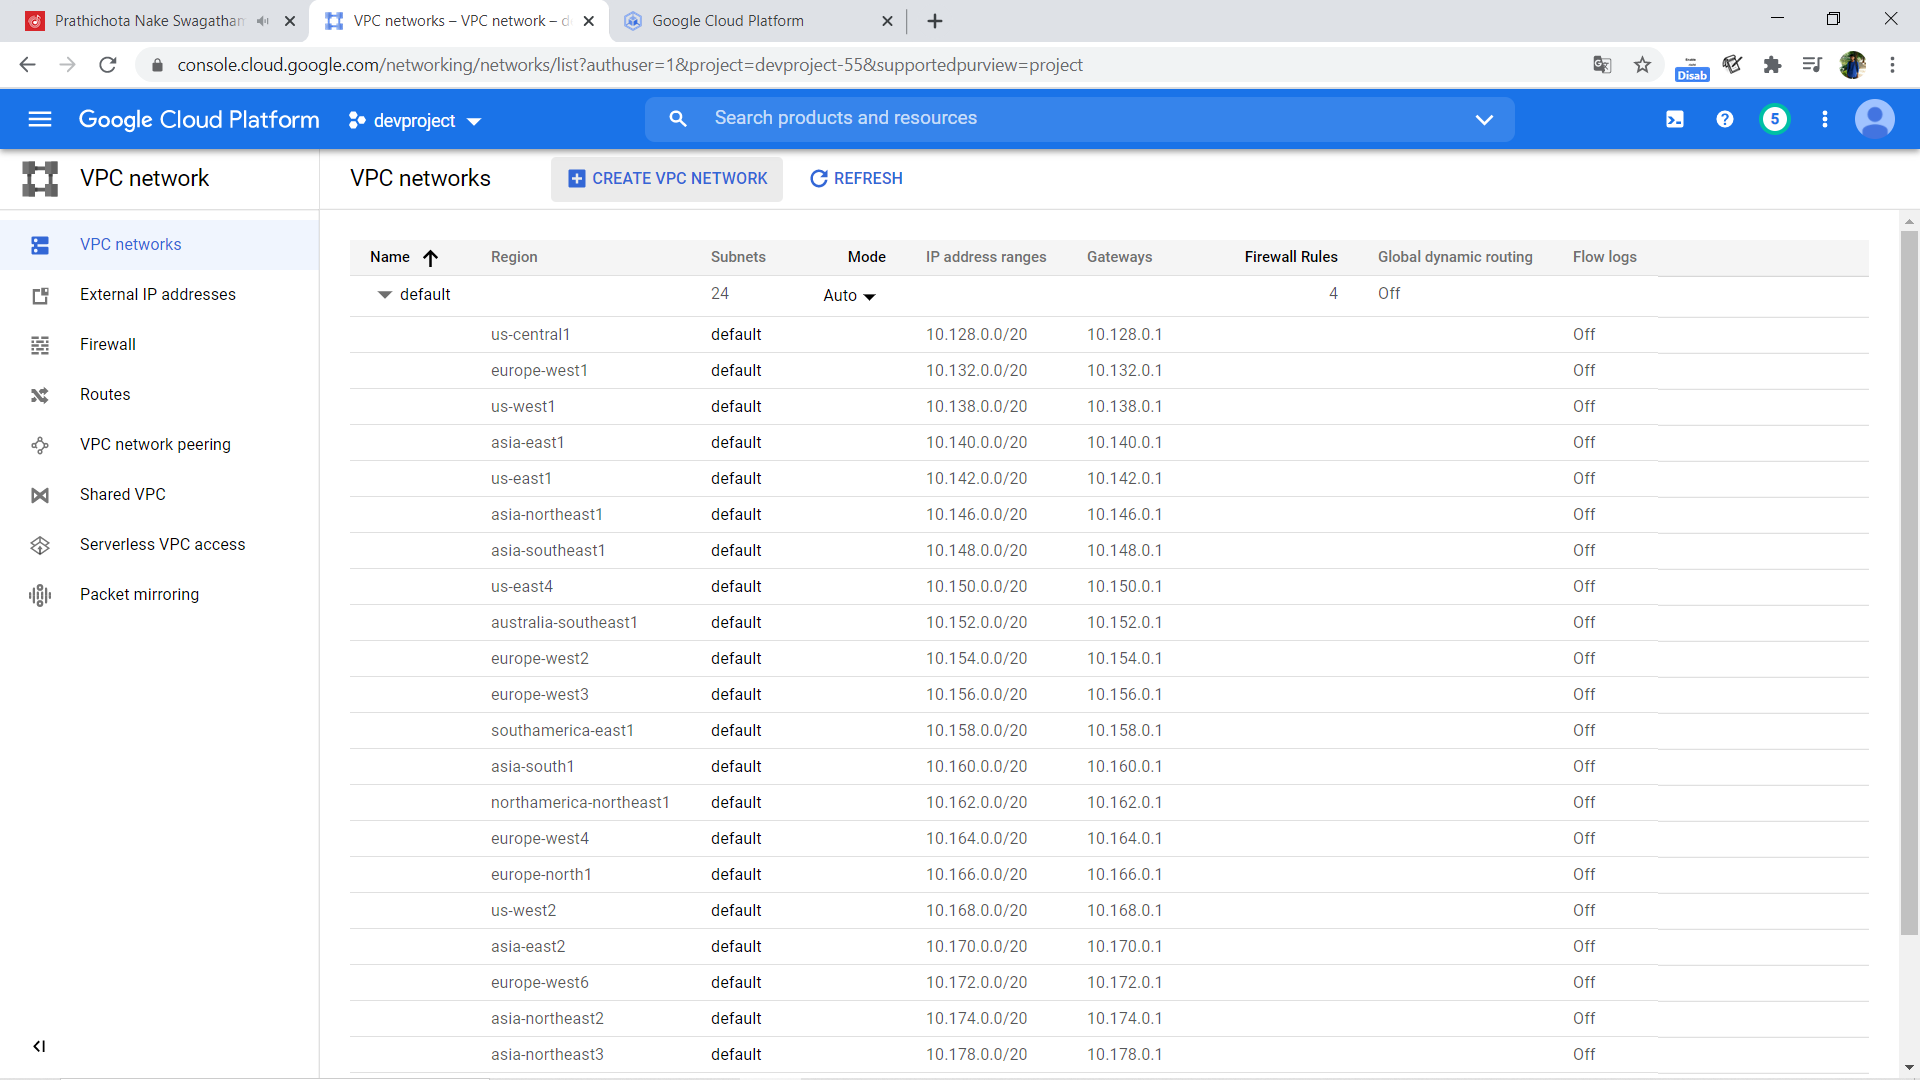 Prathichota Nake Swagatham
VPC networks – VPC network – d
Google Cloud Platform
console.cloud.google.com/networking/networks/list?authuser=1&project=devproject-55&supportedpurview=project
Disab
Google Cloud Platform
devproject
Search products and resources
5
VPC network
VPC networks
CREATE VPC NETWORK
REFRESH
VPC networks
External IP addresses
Firewall
Routes
VPC network peering
Shared VPC
Serverless VPC access
Packet mirroring
Name Region Subnets Mode IP address ranges Gateways Firewall Rules Global dynamic routing Flow logs
default 24 Auto 4 Off
us-central1 default 10.128.0.0/20 10.128.0.1 Off
europe-west1 default 10.132.0.0/20 10.132.0.1 Off
us-west1 default 10.138.0.0/20 10.138.0.1 Off
asia-east1 default 10.140.0.0/20 10.140.0.1 Off
us-east1 default 10.142.0.0/20 10.142.0.1 Off
asia-northeast1 default 10.146.0.0/20 10.146.0.1 Off
asia-southeast1 default 10.148.0.0/20 10.148.0.1 Off
us-east4 default 10.150.0.0/20 10.150.0.1 Off
australia-southeast1 default 10.152.0.0/20 10.152.0.1 Off
europe-west2 default 10.154.0.0/20 10.154.0.1 Off
europe-west3 default 10.156.0.0/20 10.156.0.1 Off
southamerica-east1 default 10.158.0.0/20 10.158.0.1 Off
asia-south1 default 10.160.0.0/20 10.160.0.1 Off
northamerica-northeast1 default 10.162.0.0/20 10.162.0.1 Off
europe-west4 default 10.164.0.0/20 10.164.0.1 Off
europe-north1 default 10.166.0.0/20 10.166.0.1 Off
us-west2 default 10.168.0.0/20 10.168.0.1 Off
asia-east2 default 10.170.0.0/20 10.170.0.1 Off
europe-west6 default 10.172.0.0/20 10.172.0.1 Off
asia-northeast2 default 10.174.0.0/20 10.174.0.1 Off
asia-northeast3 default 10.178.0.0/20 10.178.0.1 Off